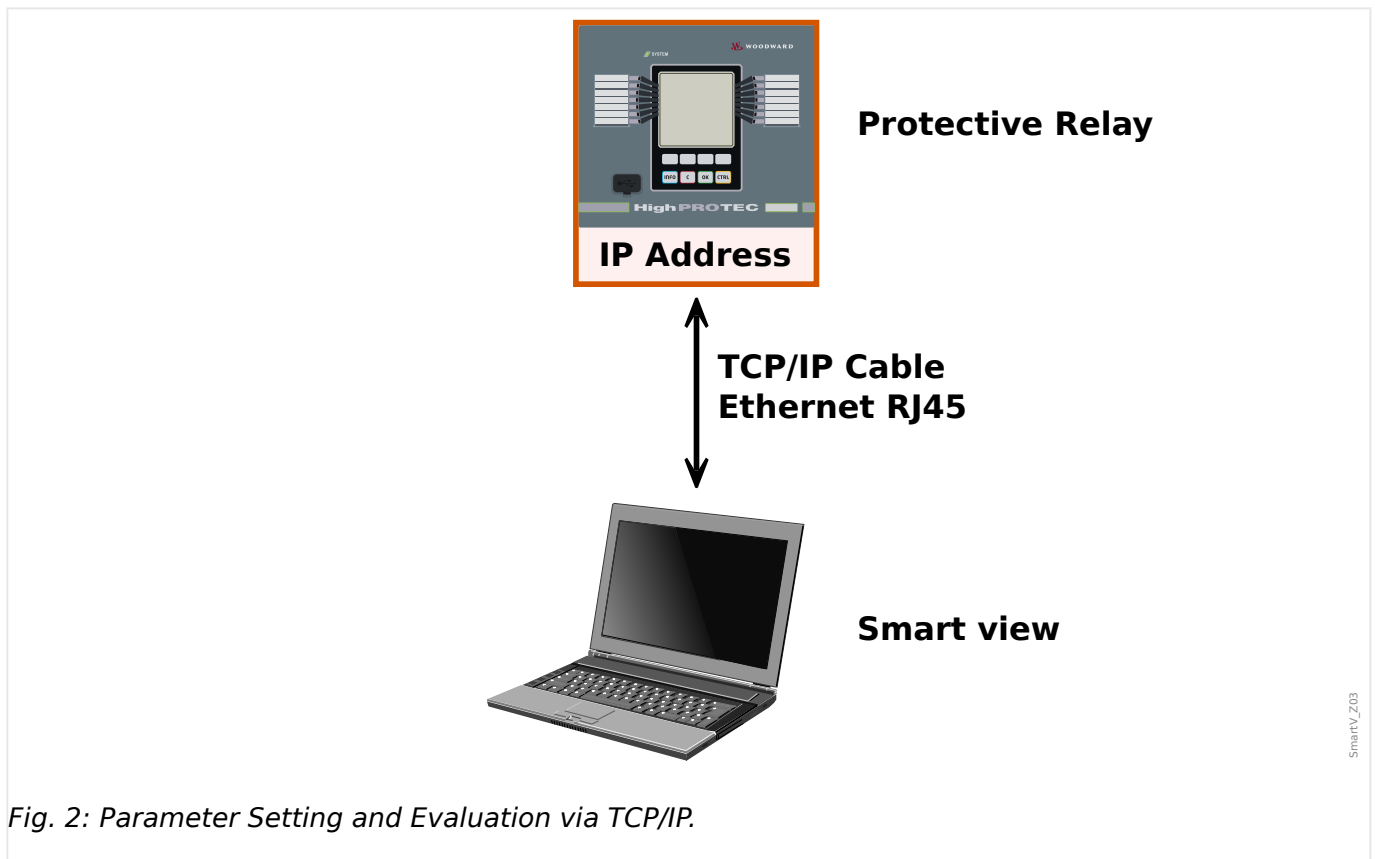 SYSTEM
WOODWARD
Protective Relay
INFO C OK CTRL
HighPROTEC
IP Address
TCP/IP Cable
Ethernet RJ45
Smart view
SmartV_Z03
Fig. 2: Parameter Setting and Evaluation via TCP/IP.